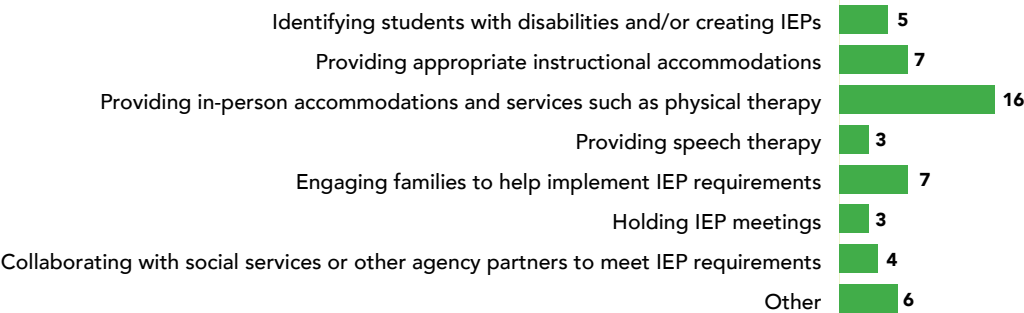 Identifying students with disabilities and/or creating IEPs 5
Providing appropriate instructional accommodations 7
Providing in-person accommodations and services such as physical therapy 16
Providing speech therapy 3
Engaging families to help implement IEP requirements 7
Holding IEP meetings 3
Collaborating with social services or other agency partners to meet IEP requirements 4
Other 6